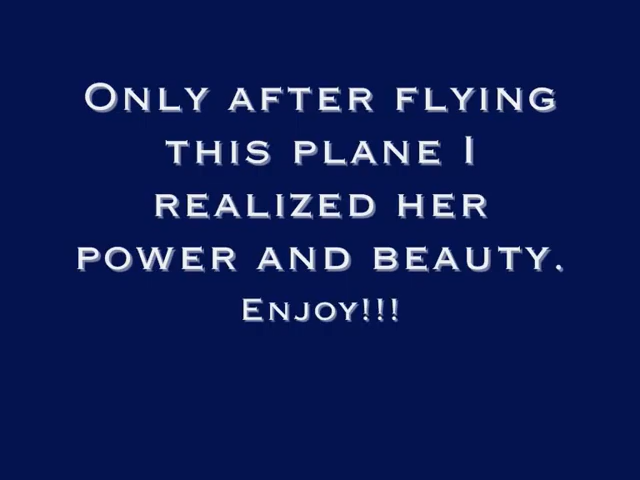 Only after flying
this plane I
realized her
power and beauty.
Enjoy!!!